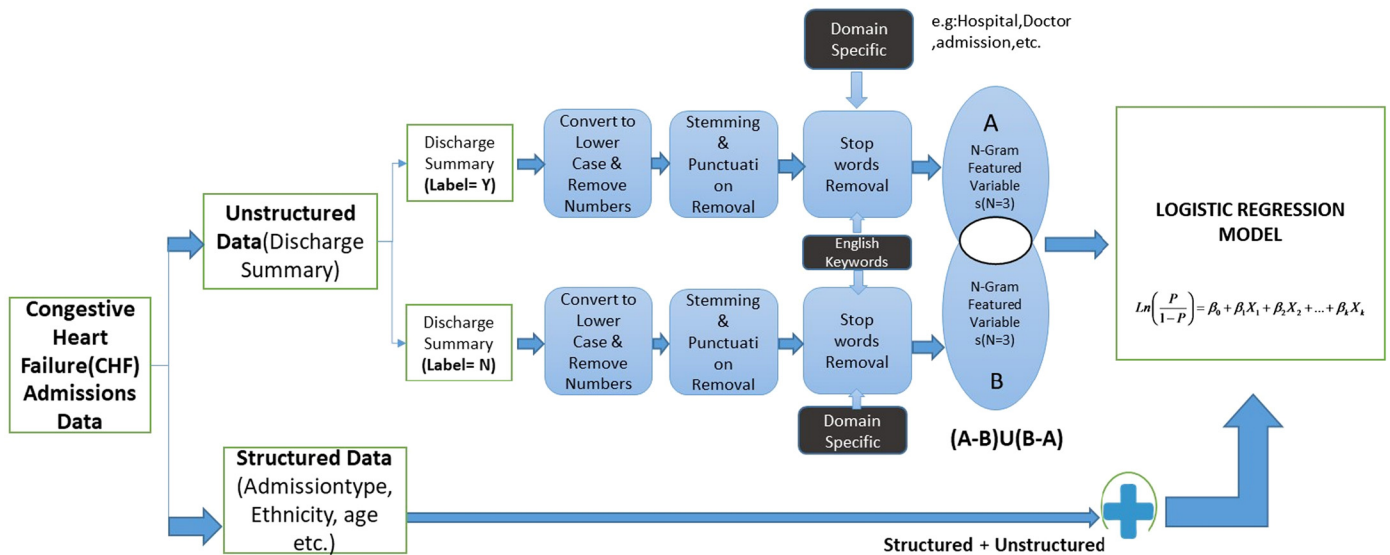 Congestive
Heart
Failure(CHF)
Admissions
Data
Unstructured
Data(Discharge
Summary)
Structured Data
(Admissiontype,
Ethnicity, age
etc.)
Discharge
Summary
(Label= Y)
Convert to
Lower
Case &
Remove
Numbers
Stemming
&
Punctuati
on
Removal
Stop
words
Removal
Domain
Specific
e.g:Hospital,Doctor
,admission,etc.
English
Keywords
Discharge
Summary
(Label= N)
Convert to
Lower
Case &
Remove
Numbers
Stemming
&
Punctuati
on
Removal
Stop
words
Removal
Domain
Specific
A
N-Gram
Featured
Variable
s(N=3)
N-Gram
Featured
Variable
s(N=3)
B
(A-B)U(B-A)
Structured + Unstructured
LOGISTIC REGRESSION
MODEL
Ln(P/1−P) = β0 + β1X1 + β2X2 + ... + βkXk